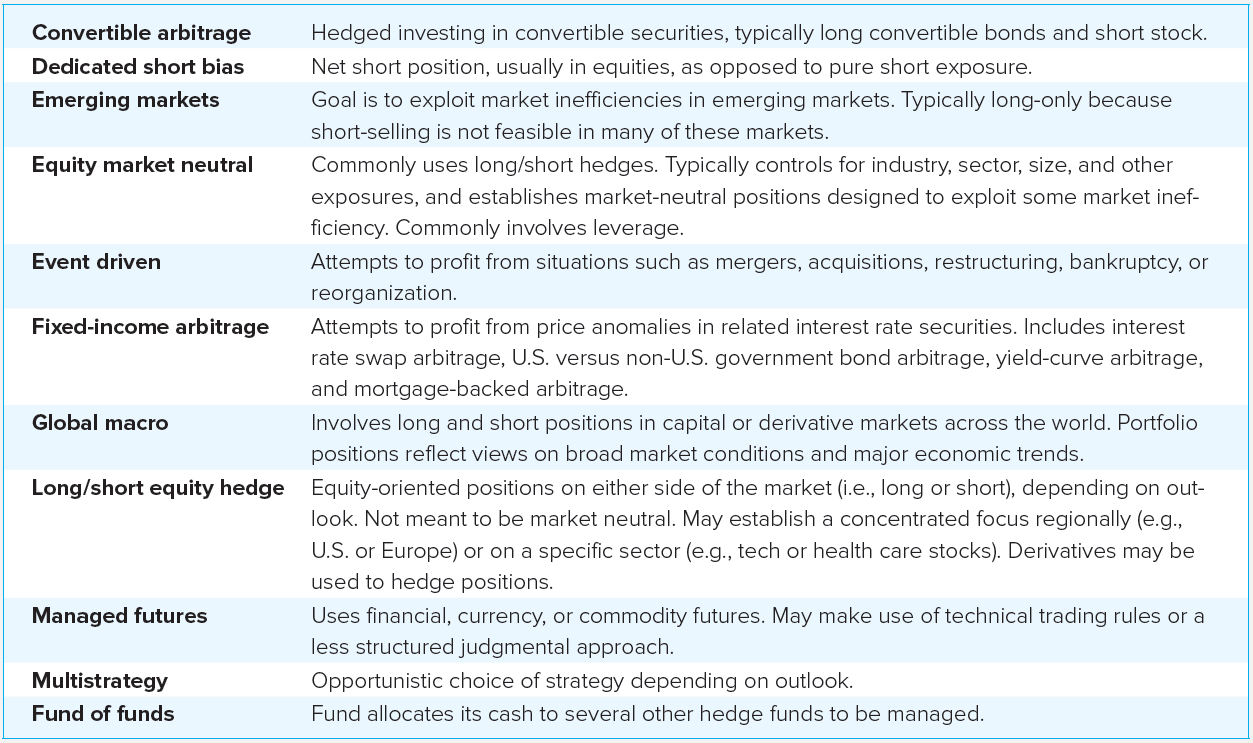 Convertible arbitrage Hedged investing in convertible securities, typically long convertible bonds and short stock.
Dedicated short bias Net short position, usually in equities, as opposed to pure short exposure.
Emerging markets Goal is to exploit market inefficiencies in emerging markets. Typically long-only because
short-selling is not feasible in many of these markets.
Equity market neutral Commonly uses long/short hedges. Typically controls for industry, sector, size, and other
exposures, and establishes market-neutral positions designed to exploit some market inef-
ficiency. Commonly involves leverage.
Event driven Attempts to profit from situations such as mergers, acquisitions, restructuring, bankruptcy, or
reorganization.
Fixed-income arbitrage Attempts to profit from price anomalies in related interest rate securities. Includes interest
rate swap arbitrage, U.S. versus non-U.S. government bond arbitrage, yield-curve arbitrage,
and mortgage-backed arbitrage.
Global macro Involves long and short positions in capital or derivative markets across the world. Portfolio
positions reflect views on broad market conditions and major economic trends.
Long/short equity hedge Equity-oriented positions on either side of the market (i.e., long or short), depending on out-
look. Not meant to be market neutral. May establish a concentrated focus regionally (e.g.,
U.S. or Europe) or on a specific sector (e.g., tech or health care stocks). Derivatives may be
used to hedge positions.
Managed futures Uses financial, currency, or commodity futures. May make use of technical trading rules or a
less structured judgmental approach.
Multistrategy Opportunistic choice of strategy depending on outlook.
Fund of funds Fund allocates its cash to several other hedge funds to be managed.